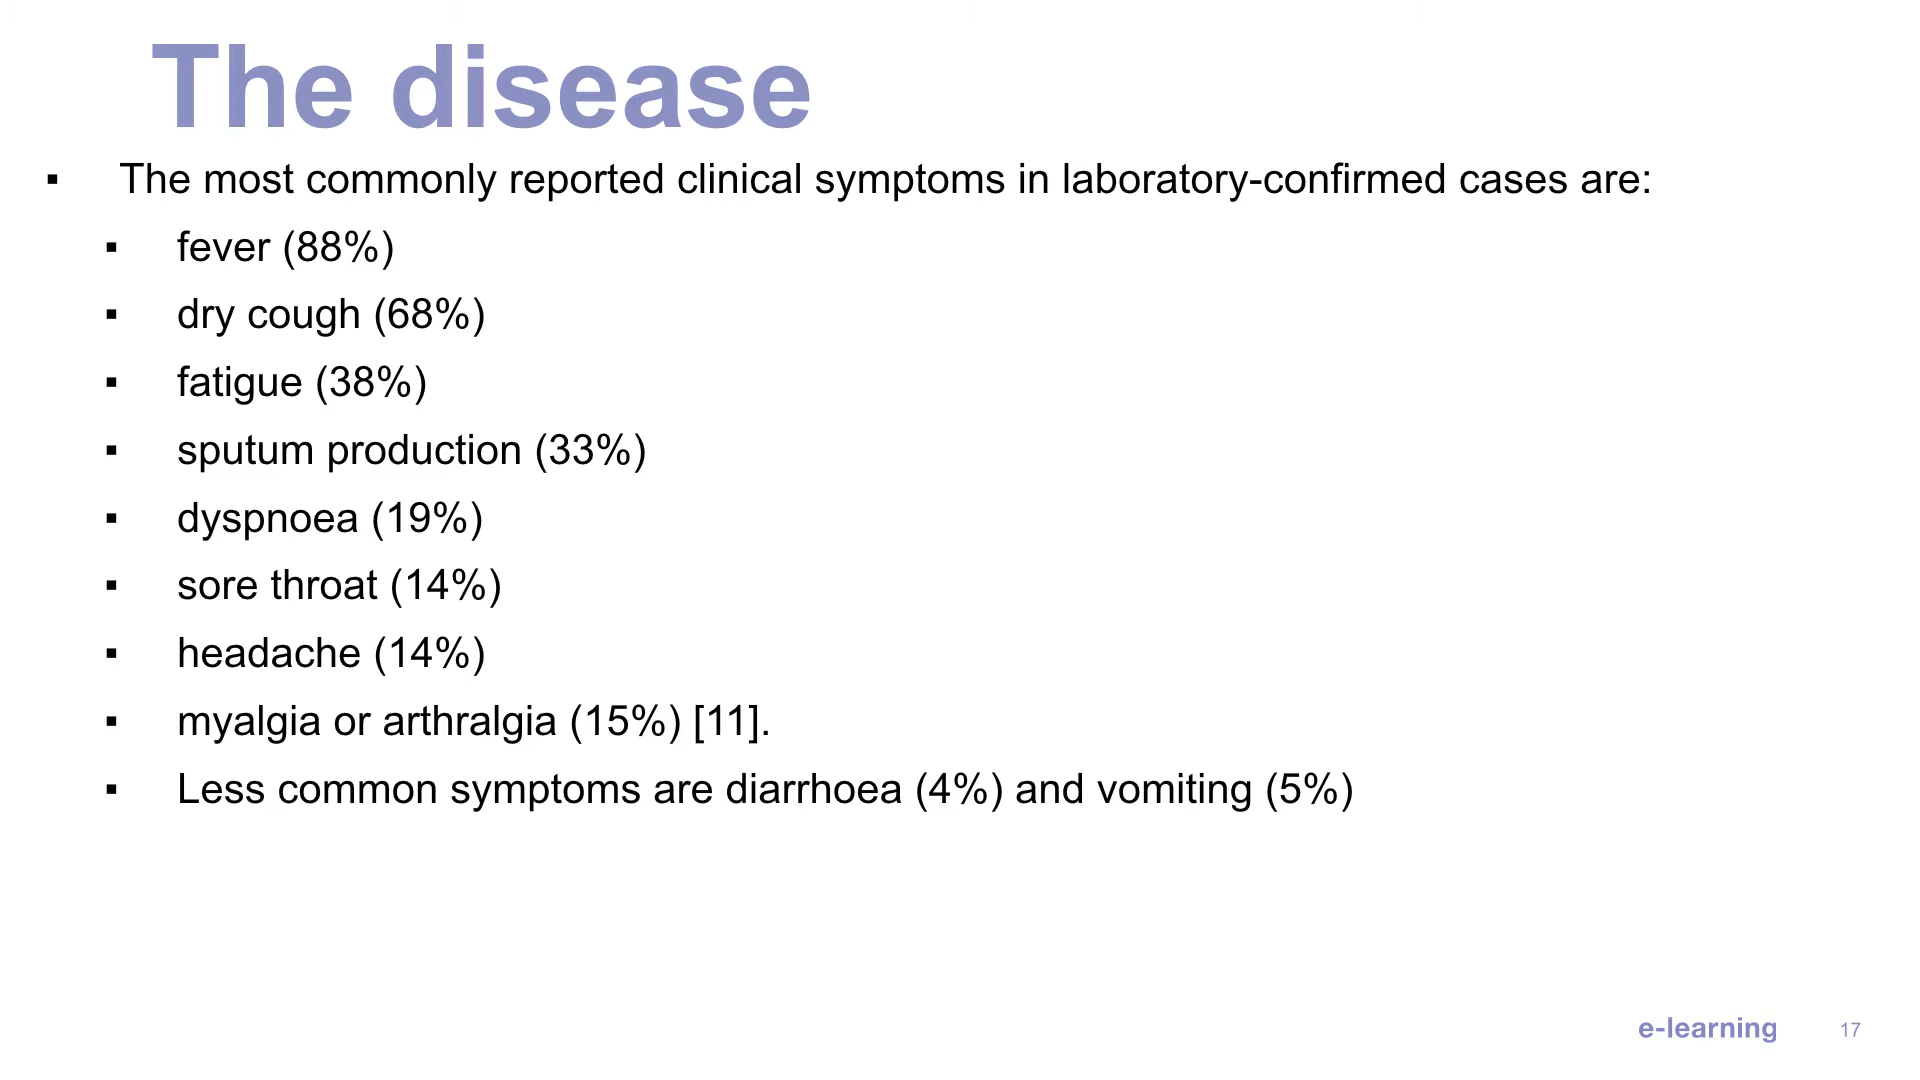 The disease
▪ The most commonly reported clinical symptoms in laboratory-confirmed cases are:
▪ fever (88%)
▪ dry cough (68%)
▪ fatigue (38%)
▪ sputum production (33%)
▪ dyspnoea (19%)
▪ sore throat (14%)
▪ headache (14%)
▪ myalgia or arthralgia (15%) [11].
▪ Less common symptoms are diarrhoea (4%) and vomiting (5%)
e-learning 17